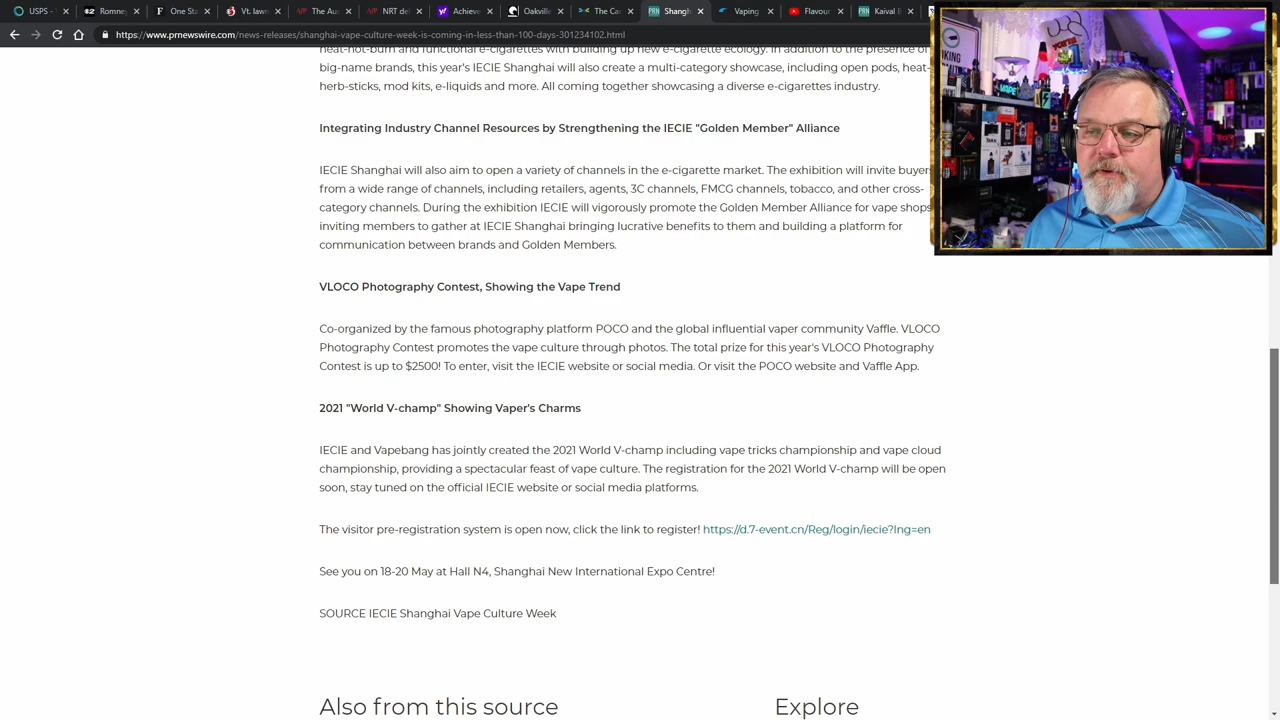 USPS -
Romney
The Sta
The Au
Th
Yo
The Ca
Shangh
Flavour
Vape
Kaival
https://www.prnewswire.com/news-releases/shanghai-vape-culture-week-is-coming-in-less-than-100-days-301234102.html
heat-not-burn and functional e-cigarettes with building up new e-cigarette ecology. In addition to the presence of
big-name this year's IECIE Shanghai will also create a multi-category showcase, including open pods, heat-
herb-sticks, mod kits, e-liquids and more. All coming together showcasing a diverse e-cigarettes industry.
Integrating Industry Channel Resources by Strengthening the IECIE "Golden Member" Alliance
IECIE Shanghai will also aim to open a variety of channels in the e-cigarette market. The exhibition will invite buyers
from a wide range of channels, including retailers, agents, 3C channels, FMCG channels, tobacco, and other cross-
category channels. During the exhibition IECIE will vigorously promote the Golden Member Alliance for vape shops
inviting members to gather at IECIE Shanghai bringing lucrative benefits to them and building a platform for
communication between brands and Golden Members.
VLOCO Photography Contest, Showing the Vape Trend
Co-organized by the famous photography platform POCO and the global influential vaper community Vaffle. VLOCO
Photography Contest promotes the vape culture through photos. The total prize for this year's VLOCO Photography
Contest is up to $2500! To enter, visit the IECIE website or social media. Or visit the POCO website and Vaffle App.
2021 "World V-champ" Showing Vaper's Charms
IECIE and Vapebang has jointly created the 2021 World V-champ including vape tricks championship and vape cloud
championship, providing a spectacular feast of vape culture. The registration for the 2021 World V-champ will be open
soon, stay tuned on the official IECIE website or social media platforms.
The visitor pre-registration system is open now, click the link to register! https://d.7-event.cn/Reg/login/iecie?lng=en
See you on 18-20 May at Hall N4, Shanghai New International Expo Centre!
SOURCE IECIE Shanghai Vape Culture Week
Also from this source
Explore